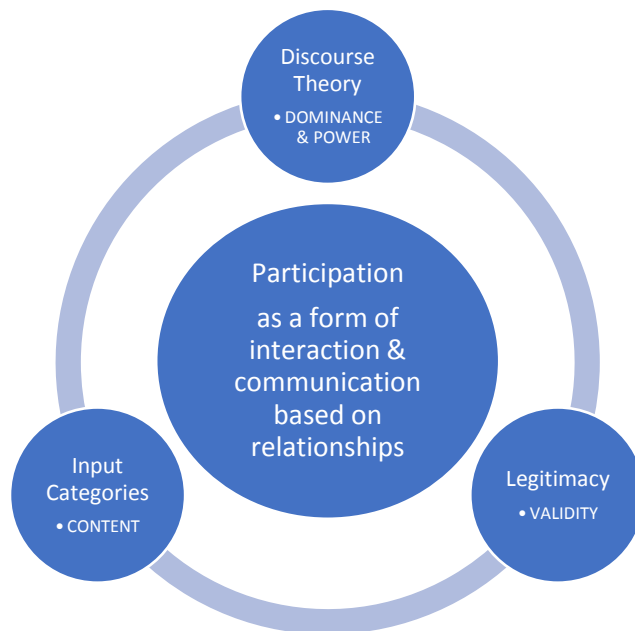 Discourse
Theory
• DOMINANCE
& POWER
Participation
as a form of
interaction &
communication
based on
relationships
Input
Categories
• CONTENT
Legitimacy
• VALIDITY